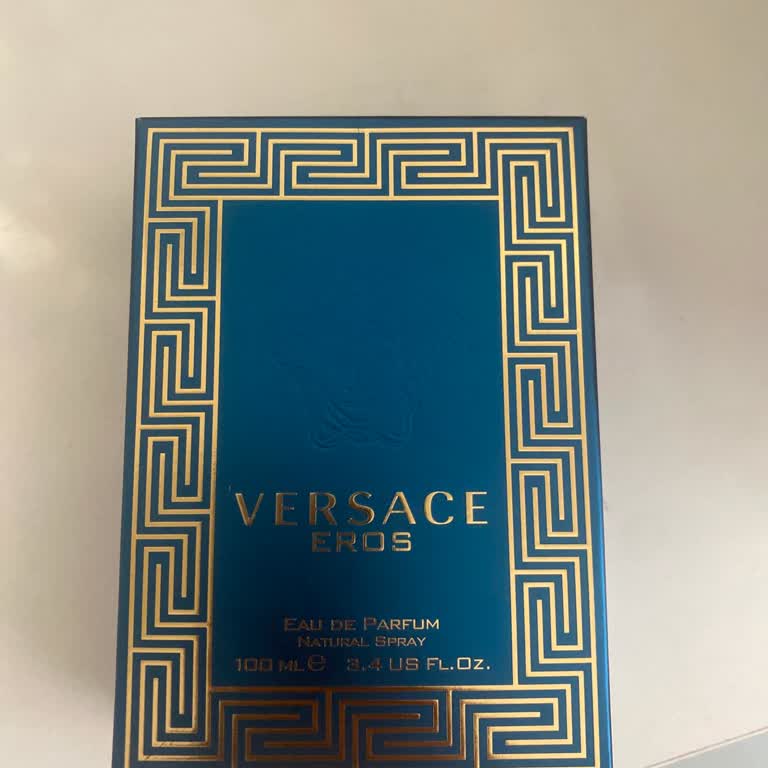 VERSACE
EROS
EAU DE PARFUM
NATURAL SPRAY
100 ML℮ 3.4 US FL.OZ.